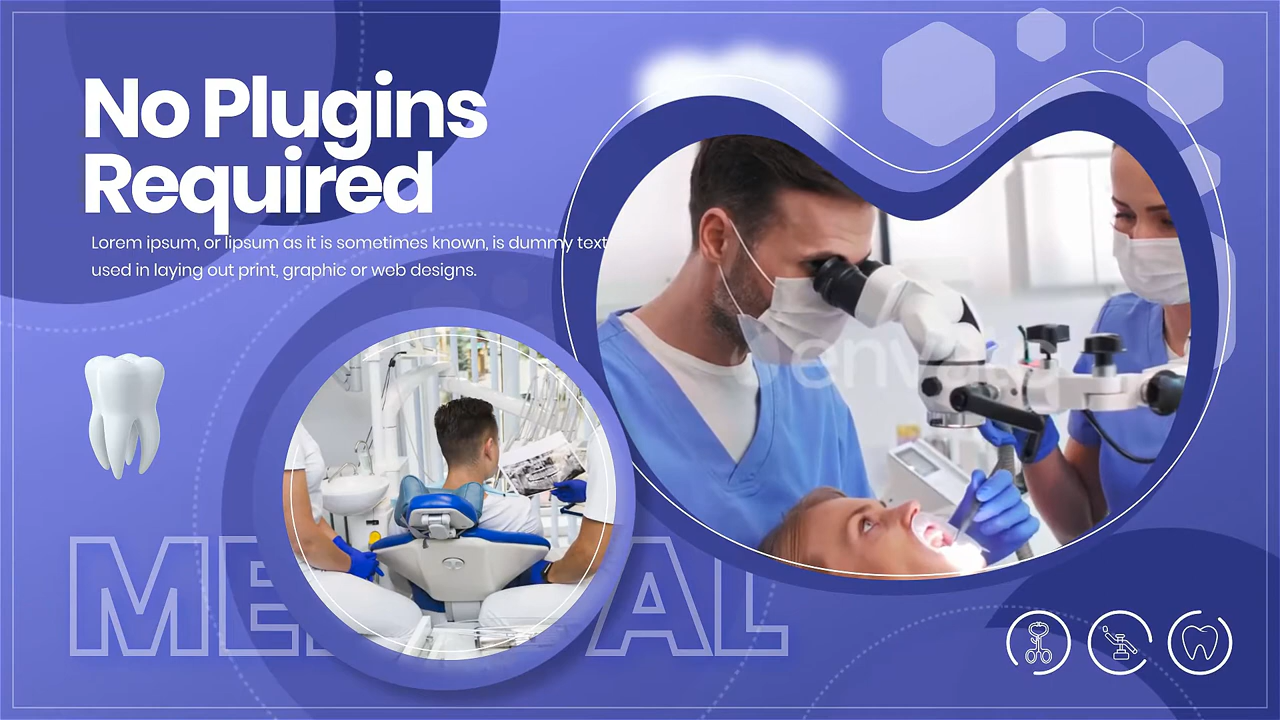 No Plugins
Required
Lorem ipsum, or lipsum as it is sometimes known, is dummy text
used in laying out print, graphic or web designs.
envato